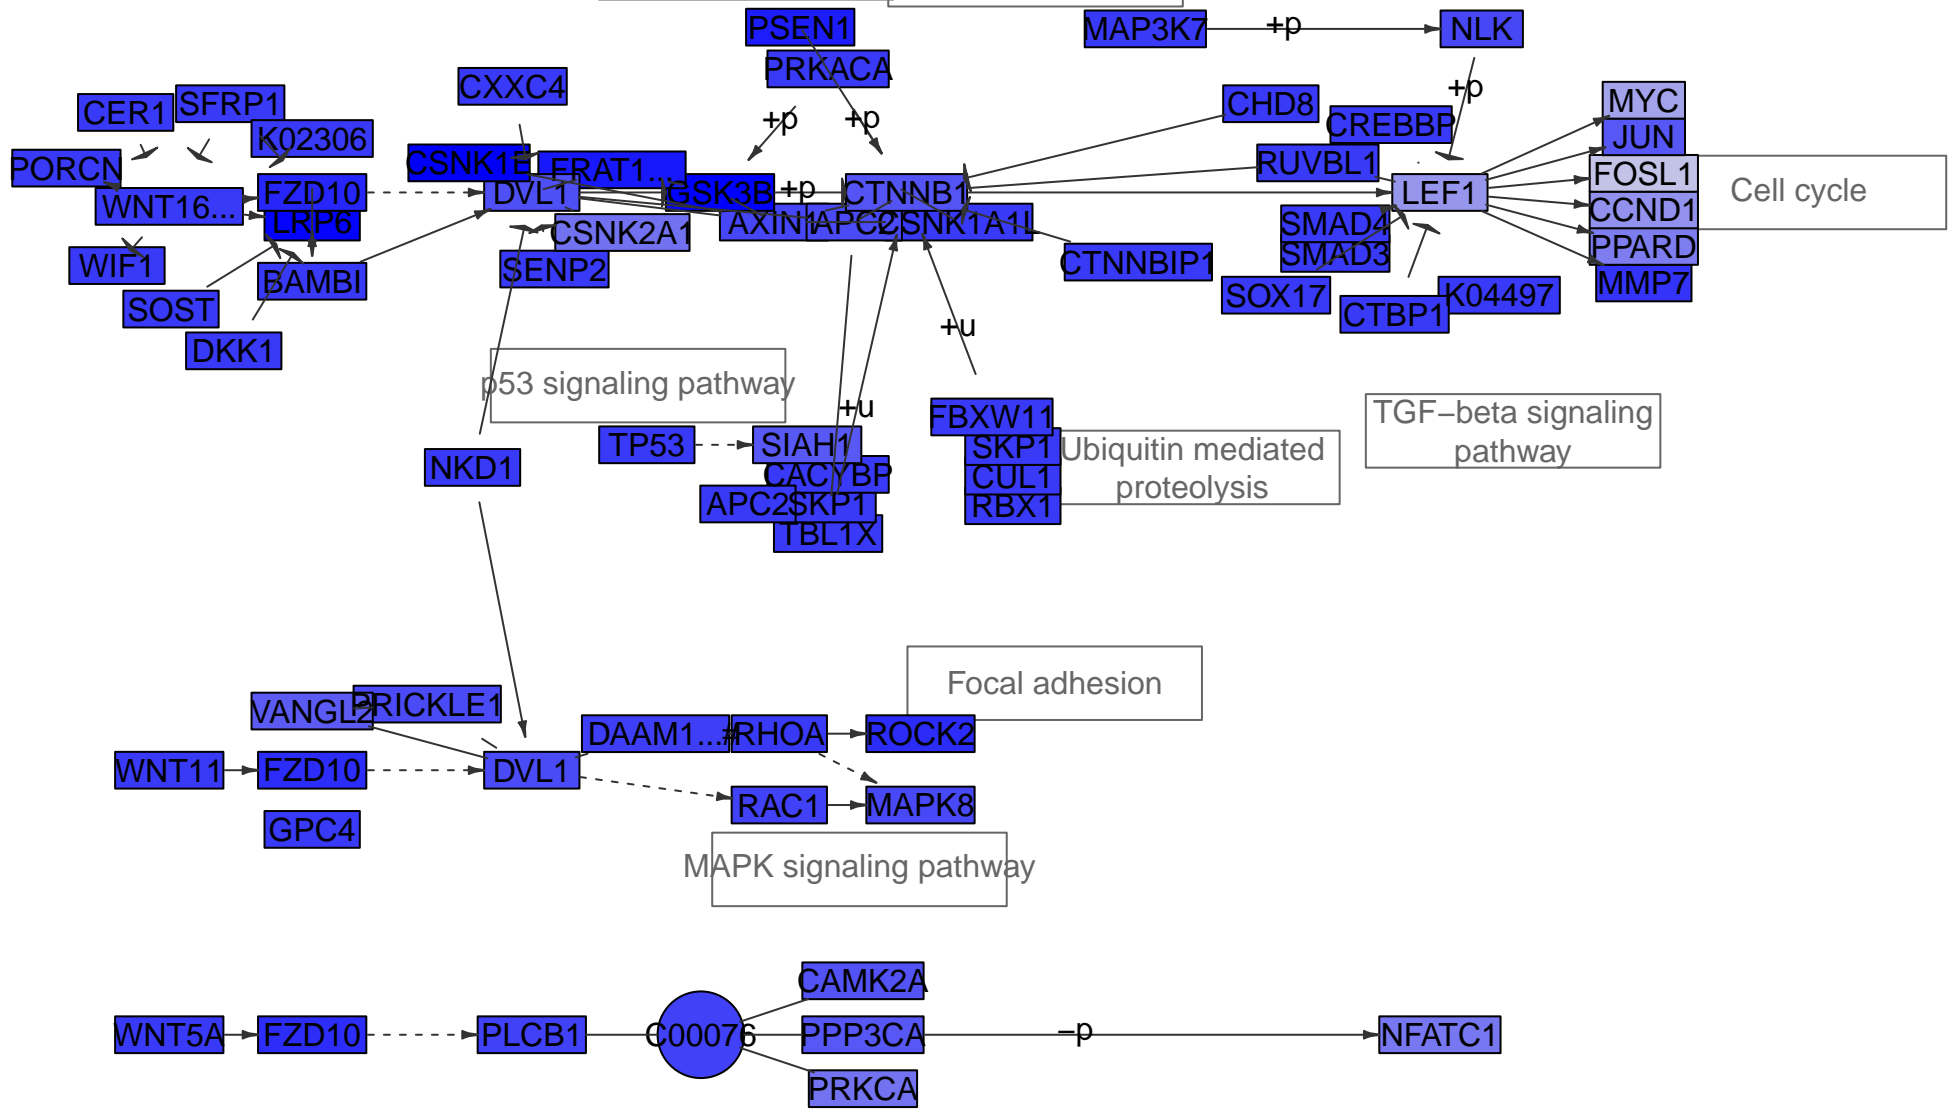 PSEN1
MAP3K7
+p
NLK
PRKACA
CXXC4
CER1
SFRP1
+p
+p
+p
CHD8
MYC
CREBBP
JUN
K02306
PORCN
CSNK1E
FRAT1...
RUVBL1
FOSL1
Cell cycle
WNT16...
FZD10
DVL1
GSK3B
+p
CTNNB1
LEF1
CCND1
LRP6
AXIN1
APC2
CSNK1A1L
SMAD4
CSNK2A1
PPARD
WIF1
BAMBI
SENP2
CTNNBIP1
SMAD3
MMP7
SOST
SOX17
K04497
CTBP1
DKK1
+u
p53 signaling pathway
+u
FBXW11
TGF−beta signaling
pathway
TP53
SIAH1
SKP1
Ubiquitin mediated
proteolysis
NKD1
CACYBP
CUL1
APC2
SKP1
RBX1
TBL1X
Focal adhesion
VANGL2
PRICKLE1
DAAM1...#
RHOA
ROCK2
WNT11
FZD10
DVL1
RAC1
MAPK8
GPC4
MAPK signaling pathway
CAMK2A
WNT5A
FZD10
PLCB1
C00076
PPP3CA
−p
NFATC1
PRKCA